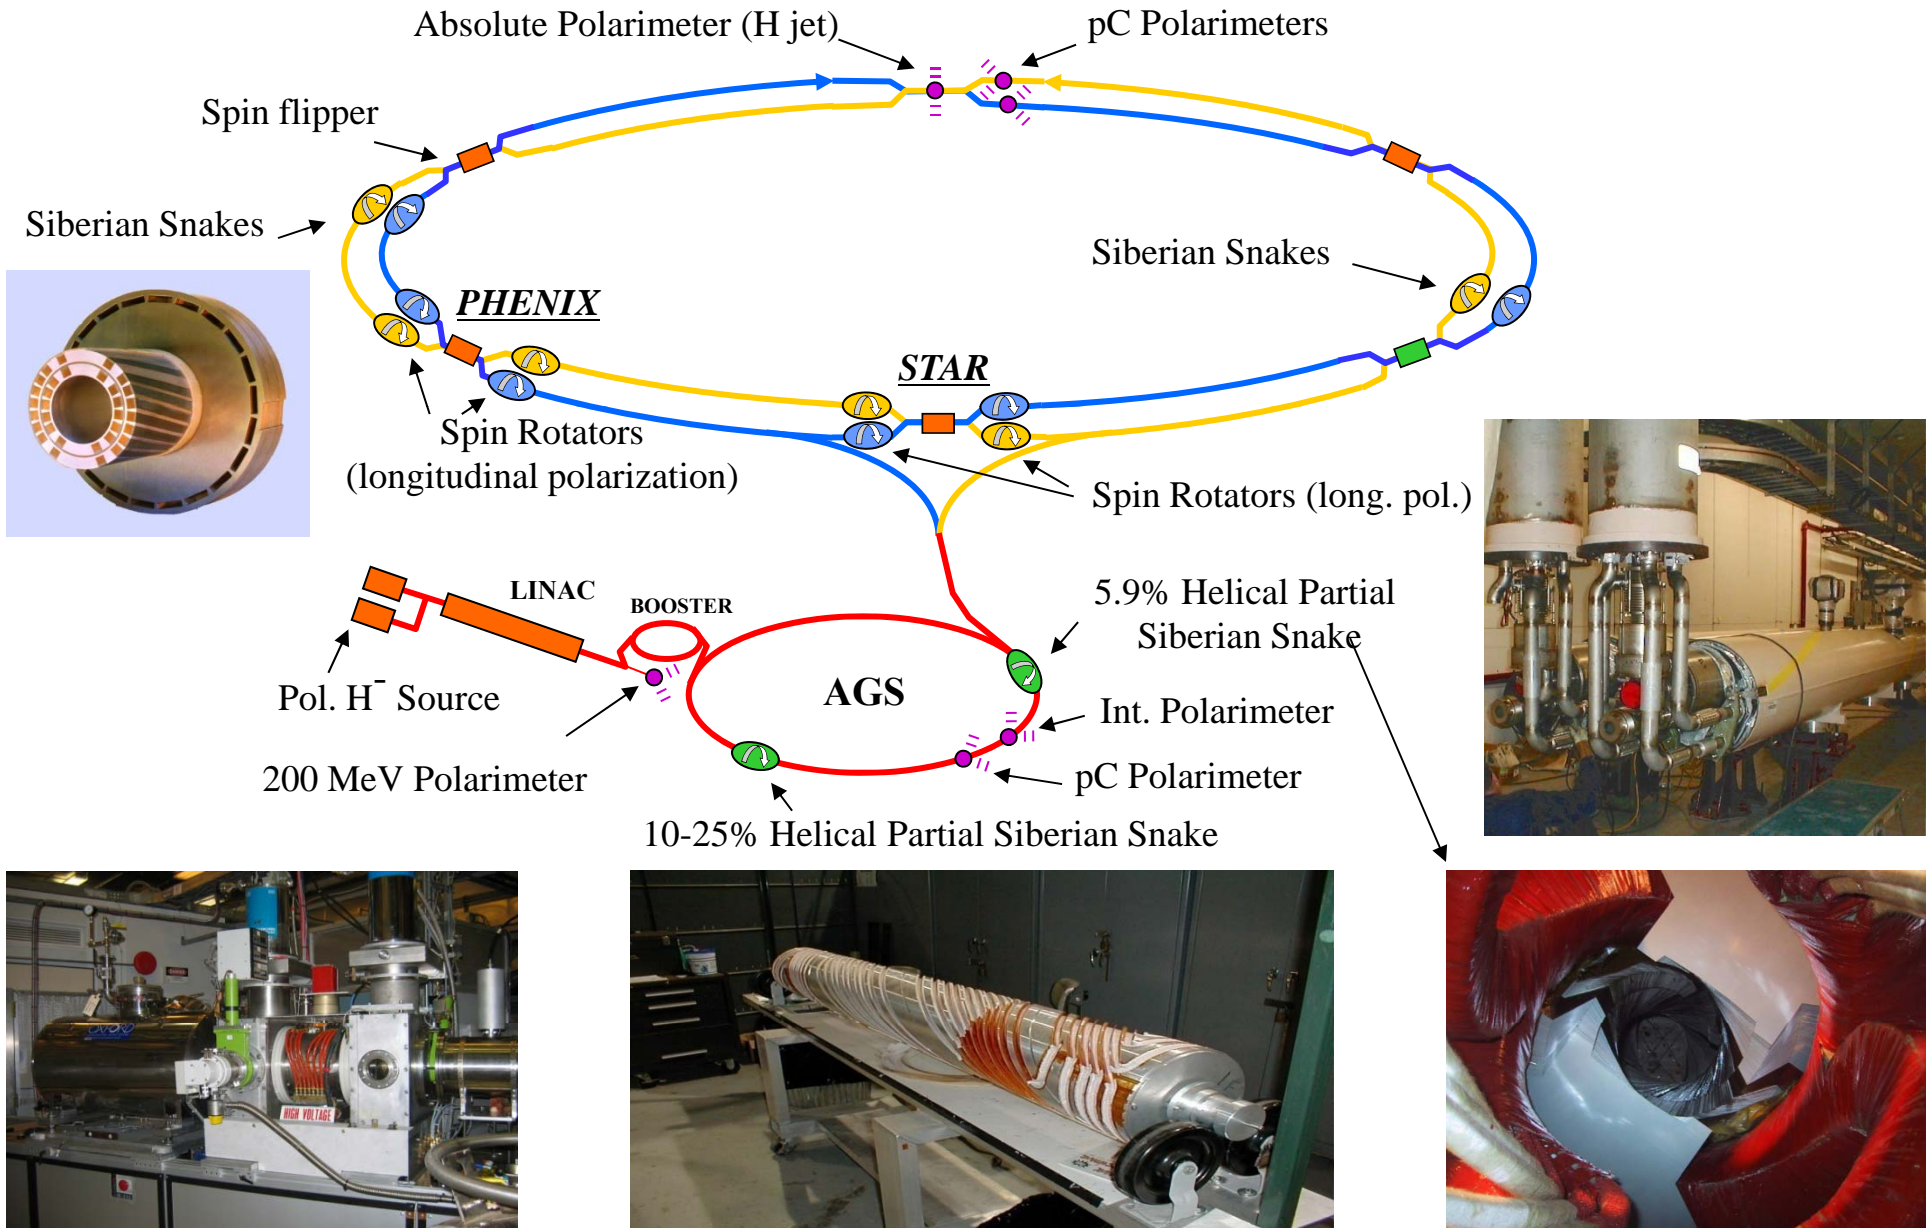 Absolute Polarimeter (H jet)
pC Polarimeters
Spin flipper
Siberian Snakes
Siberian Snakes
PHENIX
STAR
Spin Rotators
(longitudinal polarization)
Spin Rotators (long. pol.)
LINAC
BOOSTER
5.9% Helical Partial
Siberian Snake
AGS
Pol. H⁻ Source
Int. Polarimeter
200 MeV Polarimeter
pC Polarimeter
10-25% Helical Partial Siberian Snake
HIGH VOLTAGE